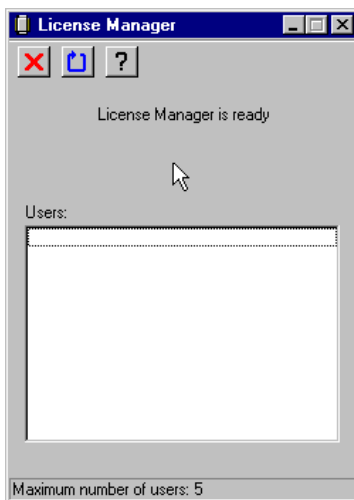 License Manager
?
License Manager is ready
Users:
Maximum number of users: 5